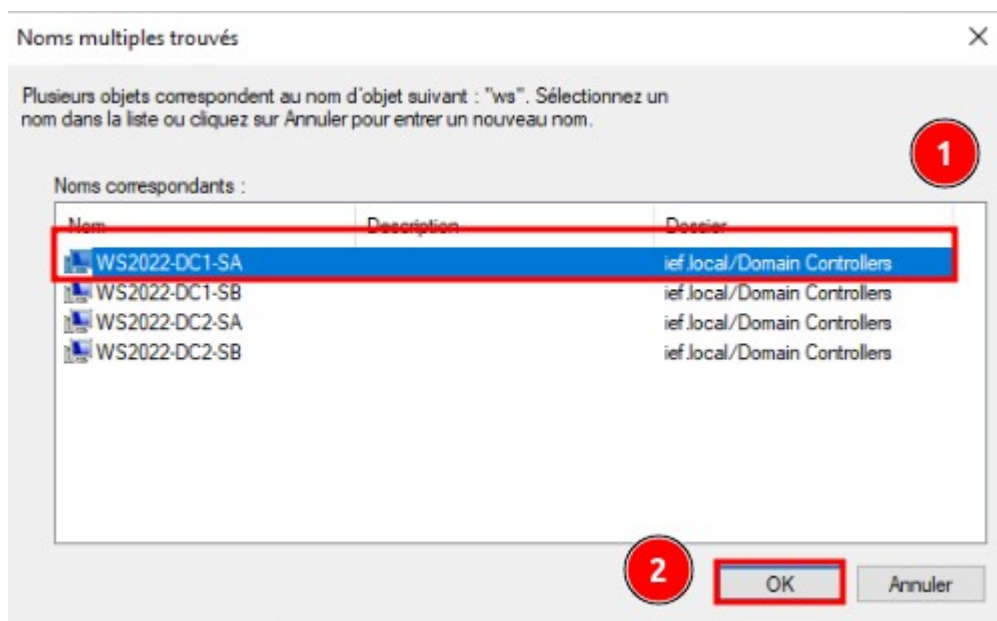 Noms multiples trouvés
Plusieurs objets correspondent au nom d'objet suivant : "ws". Sélectionnez un
nom dans la liste ou cliquez sur Annuler pour entrer un nouveau nom.
1
Noms correspondants :
Nom Description Dossier
WS2022-DC1-SA ief.local/Domain Controllers
WS2022-DC1-SB ief.local/Domain Controllers
WS2022-DC2-SA ief.local/Domain Controllers
WS2022-DC2-SB ief.local/Domain Controllers
2
OK Annuler